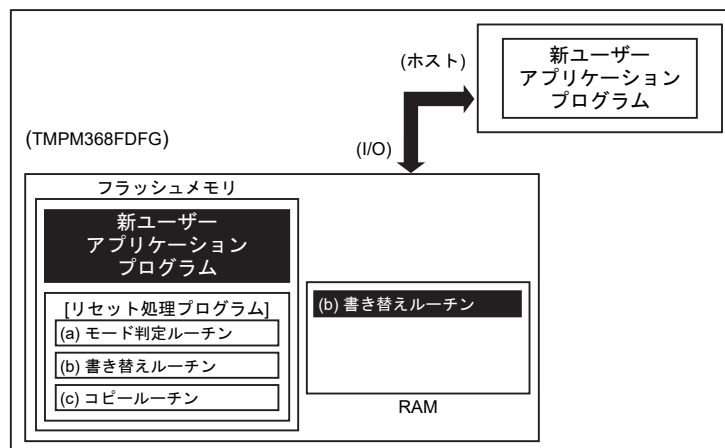 (ホスト)
新ユーザー
アプリケーション
プログラム
(TMPM368FDFG)
(I/O)
フラッシュメモリ
新ユーザー
アプリケーション
プログラム
[リセット処理プログラム]
(a) モード判定ルーチン
(b) 書き替えルーチン
(c) コピールーチン
(b) 書き替えルーチン
RAM